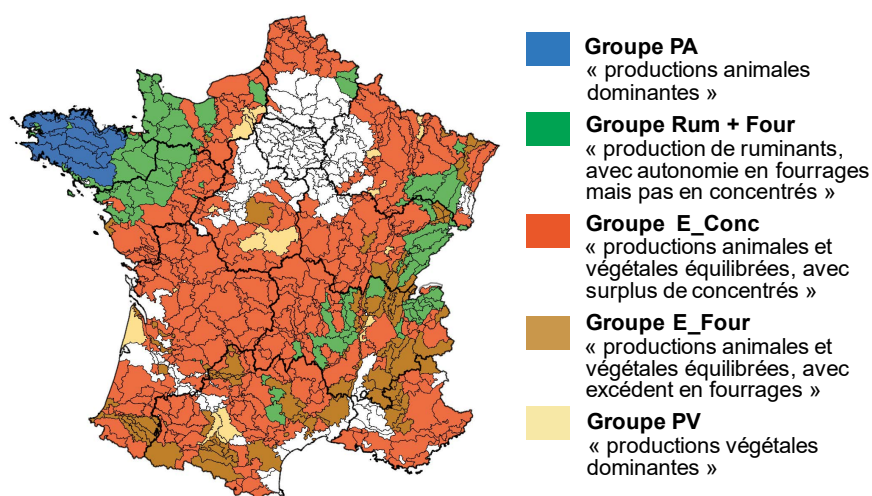 Groupe PA
« productions animales
dominantes »
Groupe Rum + Four
« production de ruminants,
avec autonomie en fourrages
mais pas en concentrés »
Groupe E_Conc
« productions animales et
végétales équilibrées, avec
surplus de concentrés »
Groupe E_Four
« productions animales et
végétales équilibrées, avec
excédent en fourrages »
Groupe PV
« productions végétales
dominantes »